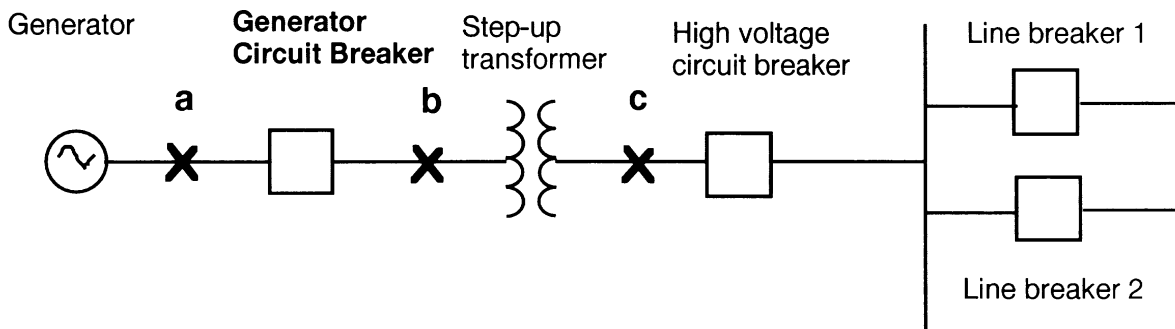 Generator
Generator
Circuit Breaker
Step-up
transformer
High voltage
circuit breaker
Line breaker 1
a
b
c
Line breaker 2